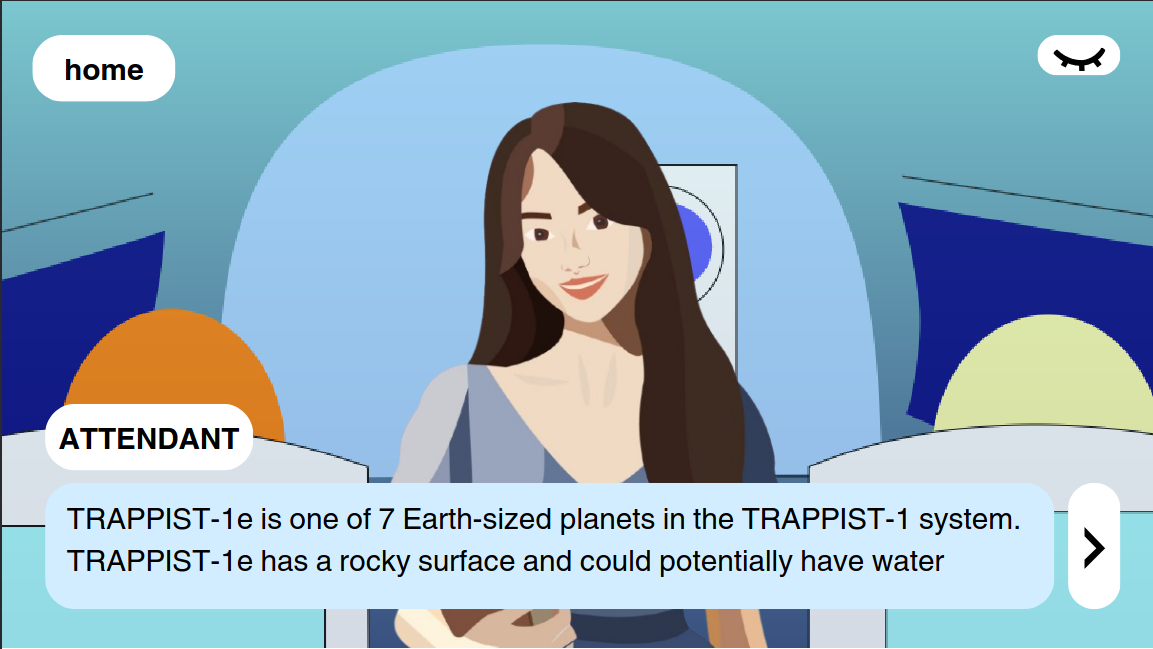 home
ATTENDANT
TRAPPIST-1e is one of 7 Earth-sized planets in the TRAPPIST-1 system.
TRAPPIST-1e has a rocky surface and could potentially have water